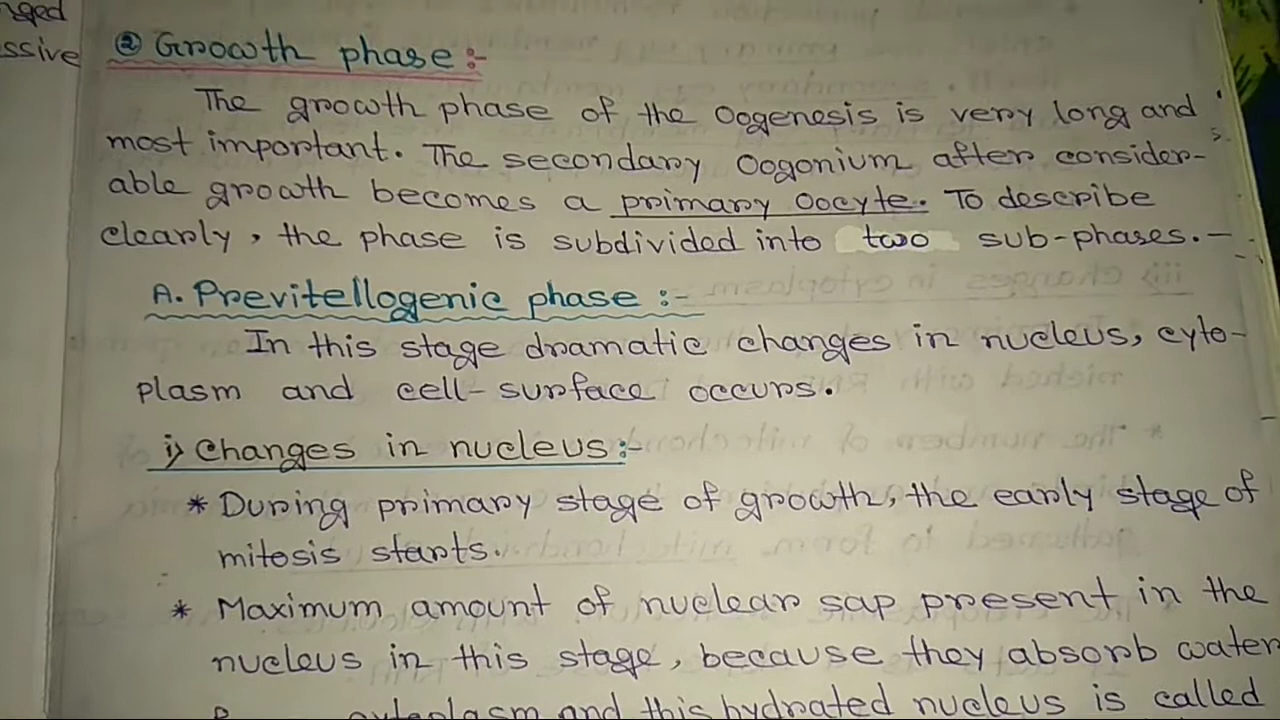 nged
ssive
② Growth phase :-
The growth phase of the Oogenesis is very long and
most important. The secondary Oogonium after consider-
able growth becomes a primary Oocyte. To describe
clearly, the phase is subdivided into two sub-phases. -
A. Previtellogenic phase :-
In this stage dramatic changes in nucleus, cyto-
plasm and cell-surface occurs.
i) Changes in nucleus:-
* During primary stage of growth, the early stage of
mitosis starts.
* Maximum amount of nuclear sap present in the
nucleus in this stage, because they absorb water
cytoplasm and this hydrated nucleus is called